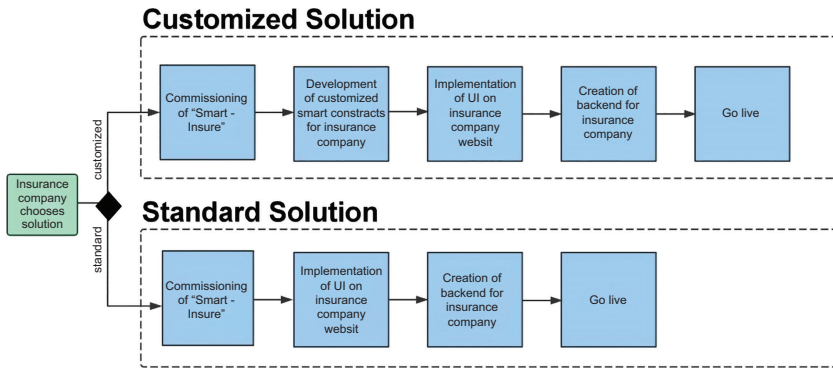 Customized Solution
Commissioning
of “Smart -
Insure”
Development
of customized
smart constracts
for insurance
company
Implementation
of UI on
insurance
company
websit
Creation of
backend for
insurance
company
Go live
customized
Insurance
company
chooses
solution
standard
Standard Solution
Commissioning
of “Smart -
Insure”
Implementation
of UI on
insurance
company
websit
Creation of
backend for
insurance
company
Go live